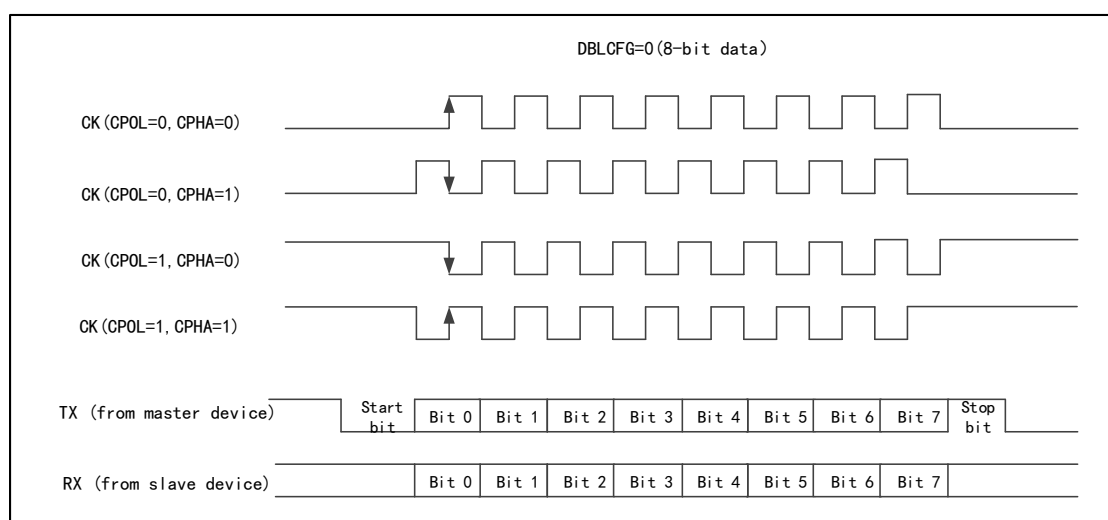 DBLCFG=0(8-bit data)
CK(CPOL=0, CPHA=0)
CK(CPOL=0, CPHA=1)
CK(CPOL=1, CPHA=0)
CK(CPOL=1, CPHA=1)
TX (from master device) Start bit Bit 0 Bit 1 Bit 2 Bit 3 Bit 4 Bit 5 Bit 6 Bit 7 Stop bit
RX (from slave device) Bit 0 Bit 1 Bit 2 Bit 3 Bit 4 Bit 5 Bit 6 Bit 7